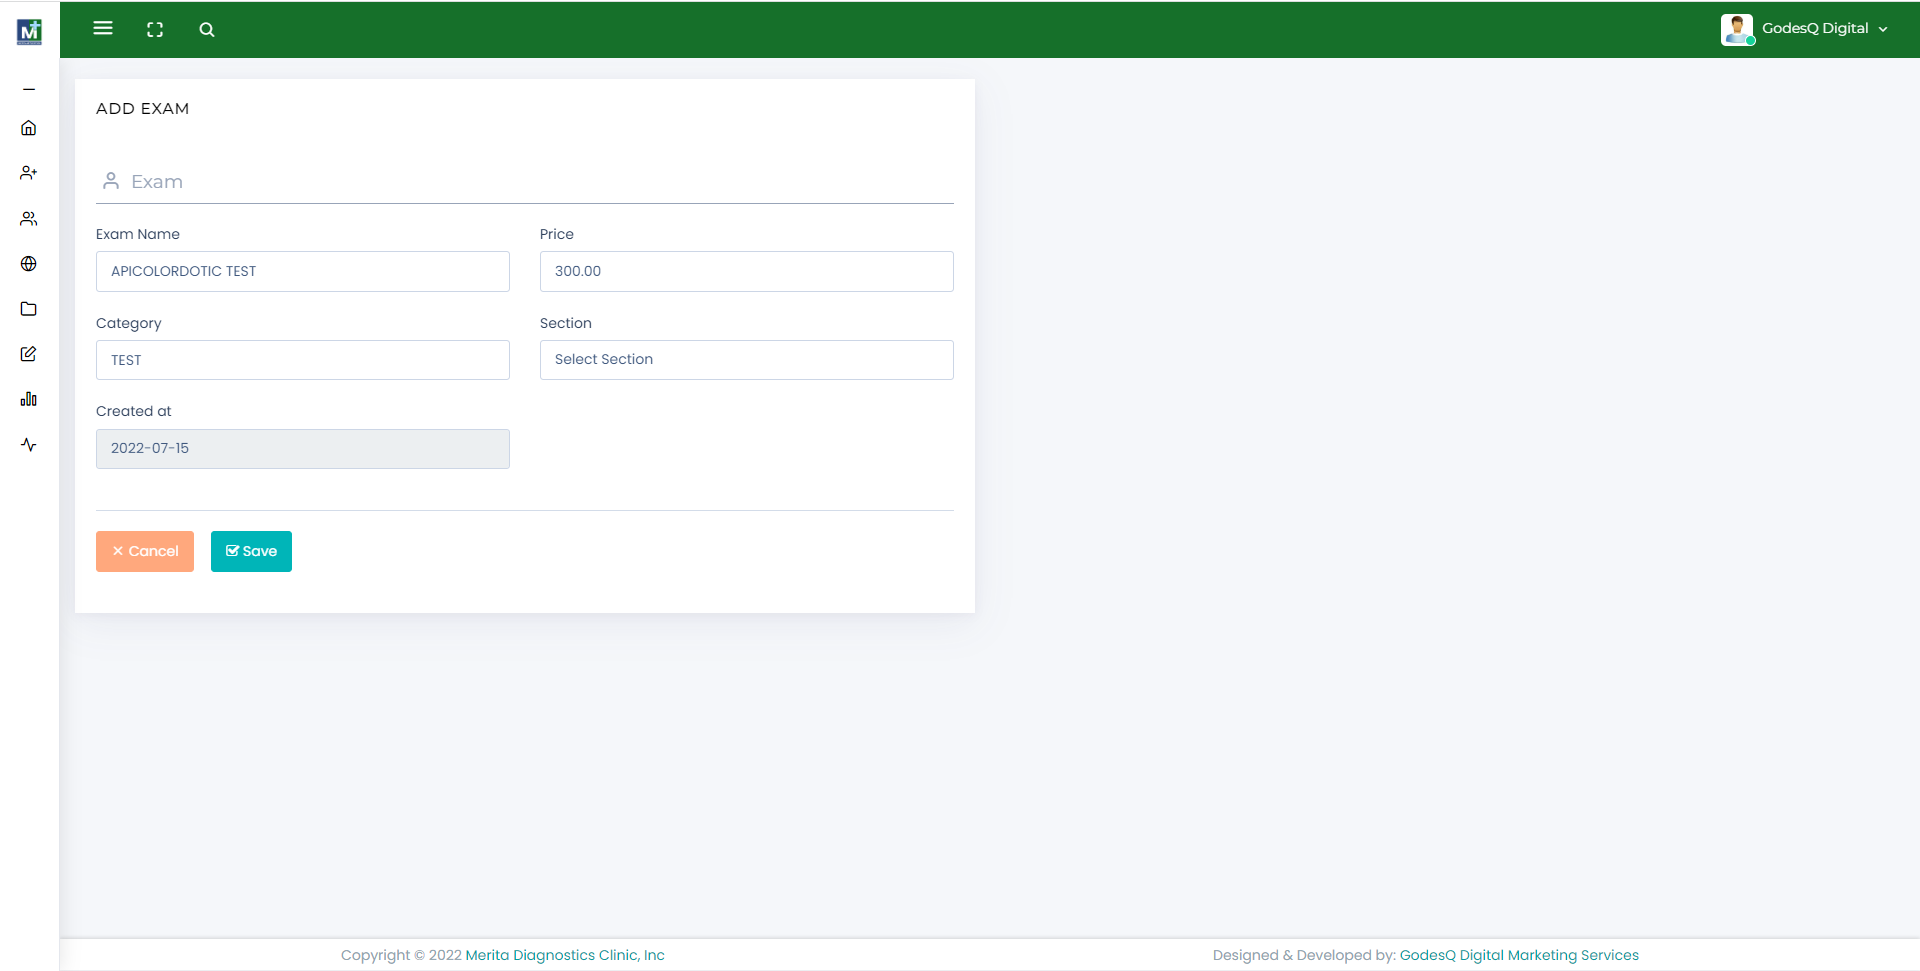 M
GodesQ Digital
ADD EXAM
Exam
Exam Name
Price
APICOLORDOTIC TEST
300.00
Category
Section
TEST
Select Section
Created at
2022-07-15
Cancel
Save
Copyright © 2022 Merita Diagnostics Clinic, Inc
Designed & Developed by: GodesQ Digital Marketing Services